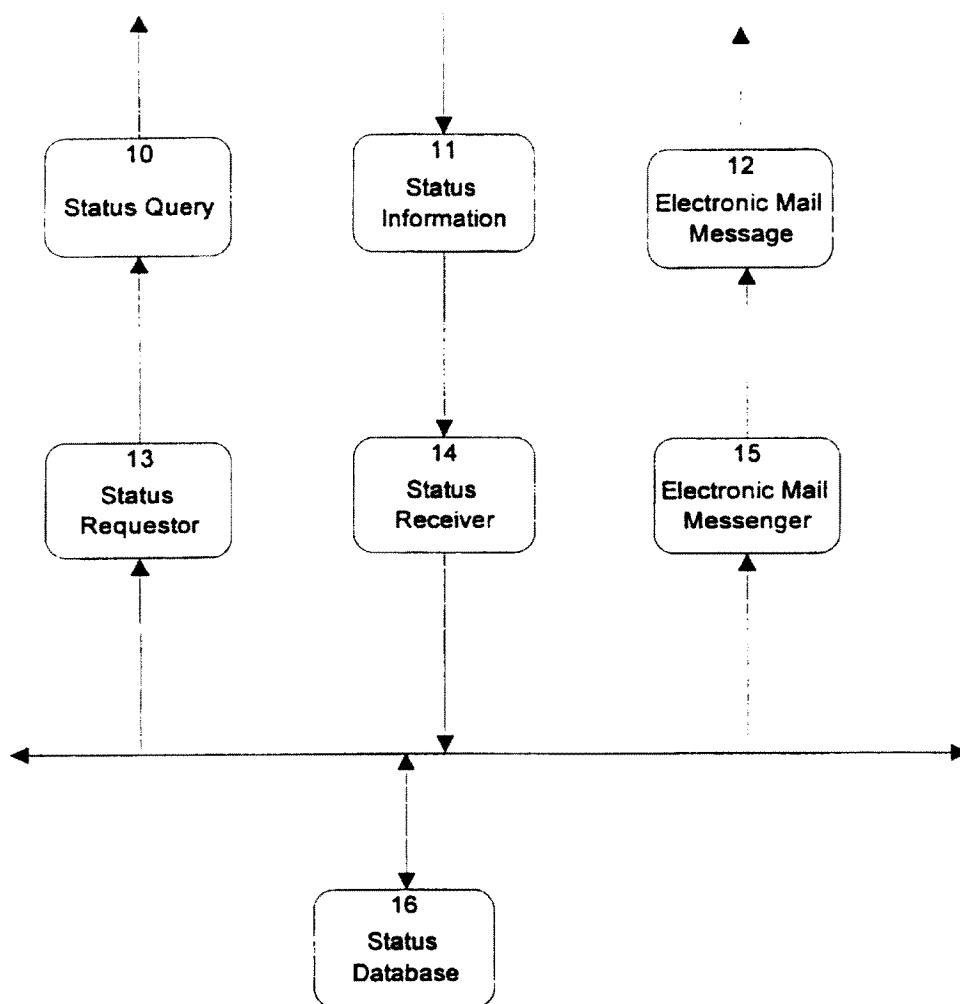 10
Status Query
11
Status
Information
12
Electronic Mail
Message
13
Status
Requestor
14
Status
Receiver
15
Electronic Mail
Messenger
16
Status
Database